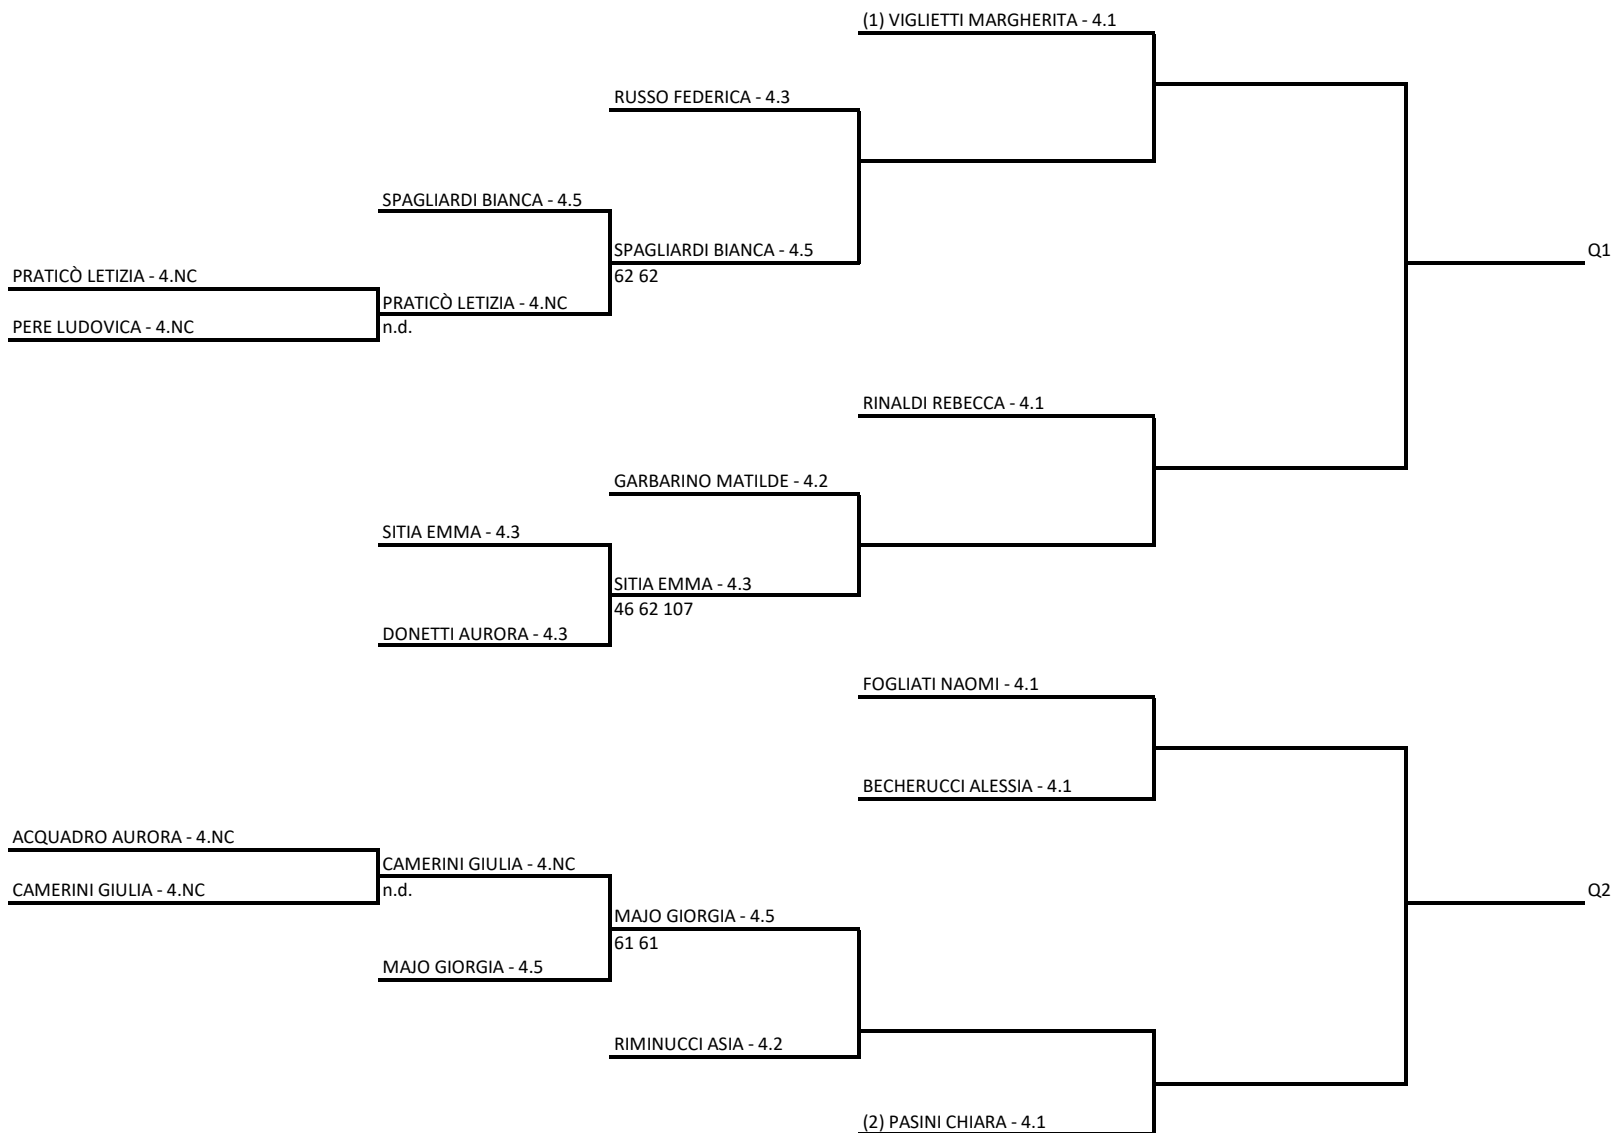 (1) VIGLIETTI MARGHERITA - 4.1
RUSSO FEDERICA - 4.3
SPAGLIARDI BIANCA - 4.5
SPAGLIARDI BIANCA - 4.5
Q1
PRATICÒ LETIZIA - 4.NC
62 62
PRATICÒ LETIZIA - 4.NC
PERE LUDOVICA - 4.NC
n.d.
RINALDI REBECCA - 4.1
GARBARINO MATILDE - 4.2
SITIA EMMA - 4.3
SITIA EMMA - 4.3
46 62 107
DONETTI AURORA - 4.3
FOGLIATI NAOMI - 4.1
BECHERUCCI ALESSIA - 4.1
ACQUADRO AURORA - 4.NC
CAMERINI GIULIA - 4.NC
CAMERINI GIULIA - 4.NC
n.d.
Q2
MAJO GIORGIA - 4.5
61 61
MAJO GIORGIA - 4.5
RIMINUCCI ASIA - 4.2
(2) PASINI CHIARA - 4.1